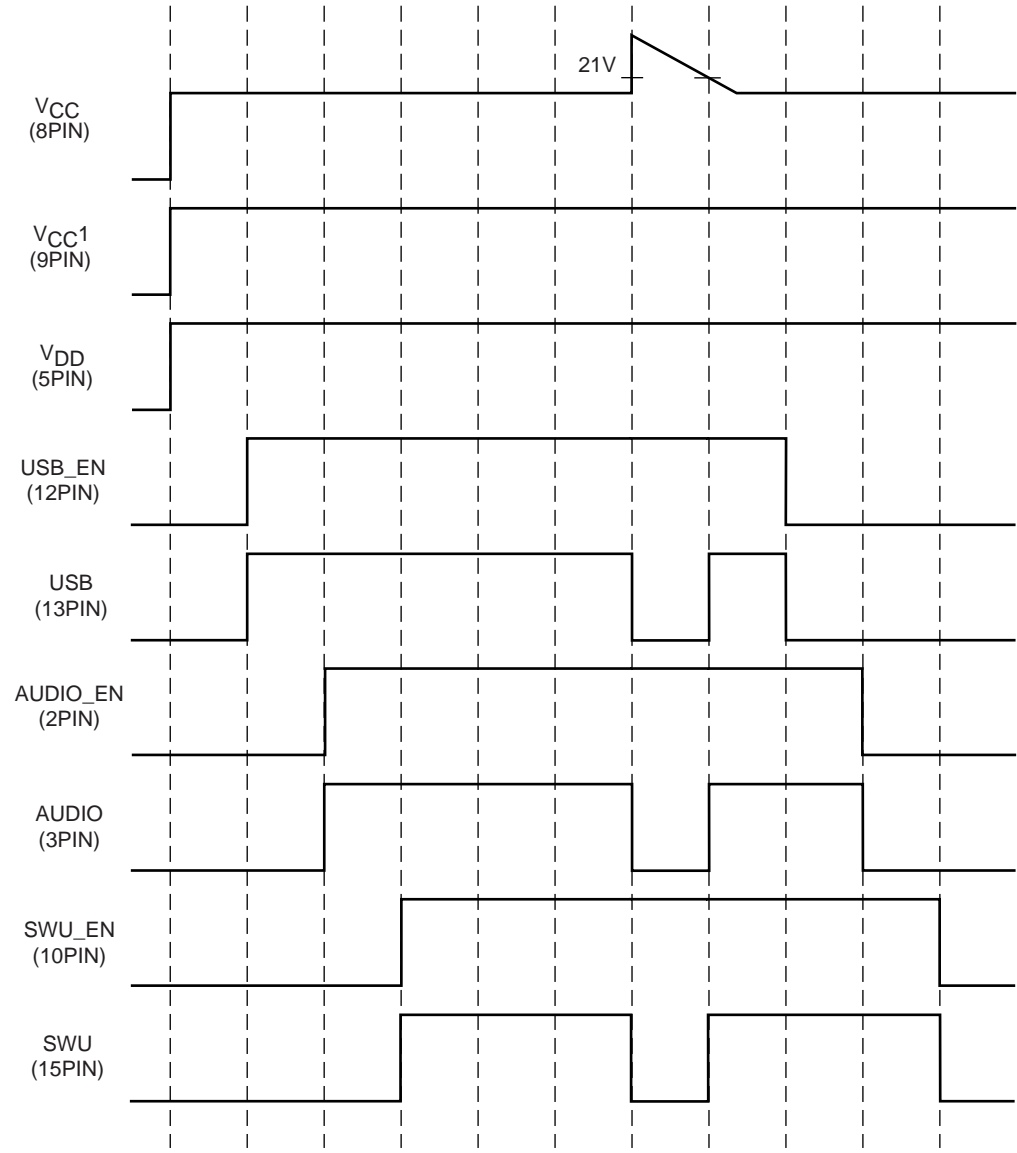 21V
VCC
(8PIN)
VCC1
(9PIN)
VDD
(5PIN)
USB_EN
(12PIN)
USB
(13PIN)
AUDIO_EN
(2PIN)
AUDIO
(3PIN)
SWU_EN
(10PIN)
SWU
(15PIN)